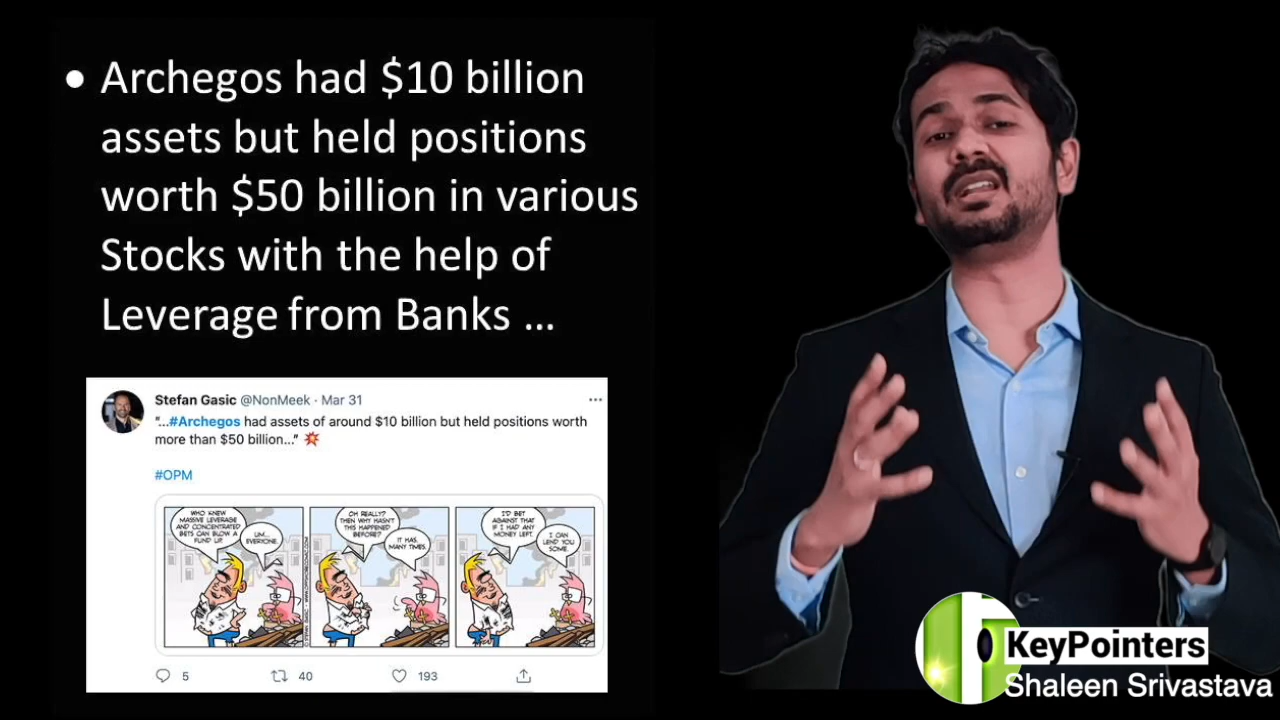 • Archegos had $10 billion
assets but held positions
worth $50 billion in various
Stocks with the help of
Leverage from Banks ...
Stefan Gasic @NonMeek · Mar 31
"...#Archegos had assets of around $10 billion but held positions worth
more than $50 billion..." 💥
#OPM
WHO KNEW
MASSIVE LEVERAGE
AND CONCENTRATED
BETS CAN BLOW A
FUND UP.
UM...
EVERYONE.
OH REALLY?
THEN WHY HASN'T
THIS HAPPENED
BEFORE?
IT HAS.
MANY TIMES.
I'D BET
AGAINST THAT
IF I HAD ANY
MONEY LEFT.
I CAN
LEND YOU
SOME.
5
40
193
KeyPointers
Shaleen Srivastava